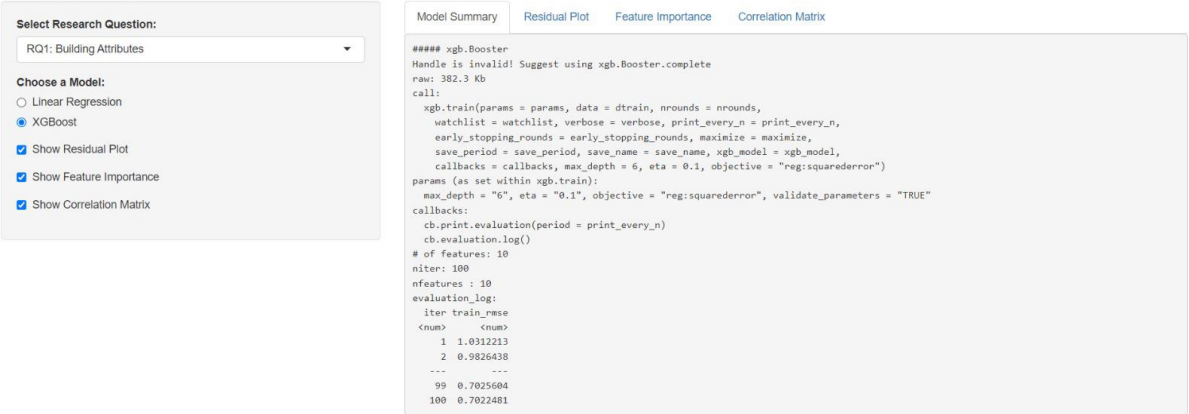 Select Research Question:
RQ1: Building Attributes
Choose a Model:
Linear Regression
XGBoost
Show Residual Plot
Show Feature Importance
Show Correlation Matrix
Model Summary Residual Plot Feature Importance Correlation Matrix
##### xgb.Booster
Handle is invalid! Suggest using xgb.Booster.complete
raw: 382.3 Kb
call:
  xgb.train(params = params, data = dtrain, nrounds = nrounds,
    watchlist = watchlist, verbose = verbose, print_every_n = print_every_n,
    early_stopping_rounds = early_stopping_rounds, maximize = maximize,
    save_period = save_period, save_name = save_name, xgb_model = xgb_model,
    callbacks = callbacks, max_depth = 6, eta = 0.1, objective = "reg:squarederror")
params (as set within xgb.train):
  max_depth = "6", eta = "0.1", objective = "reg:squarederror", validate_parameters = "TRUE"
callbacks:
  cb.print.evaluation(period = print_every_n)
  cb.evaluation.log()
# of features: 10
niter: 100
nfeatures : 10
evaluation_log:
  iter train_rmse
 <num>      <num>
     1  1.0312213
     2  0.9826438
   ---        ---
    99  0.7025604
   100  0.7022481